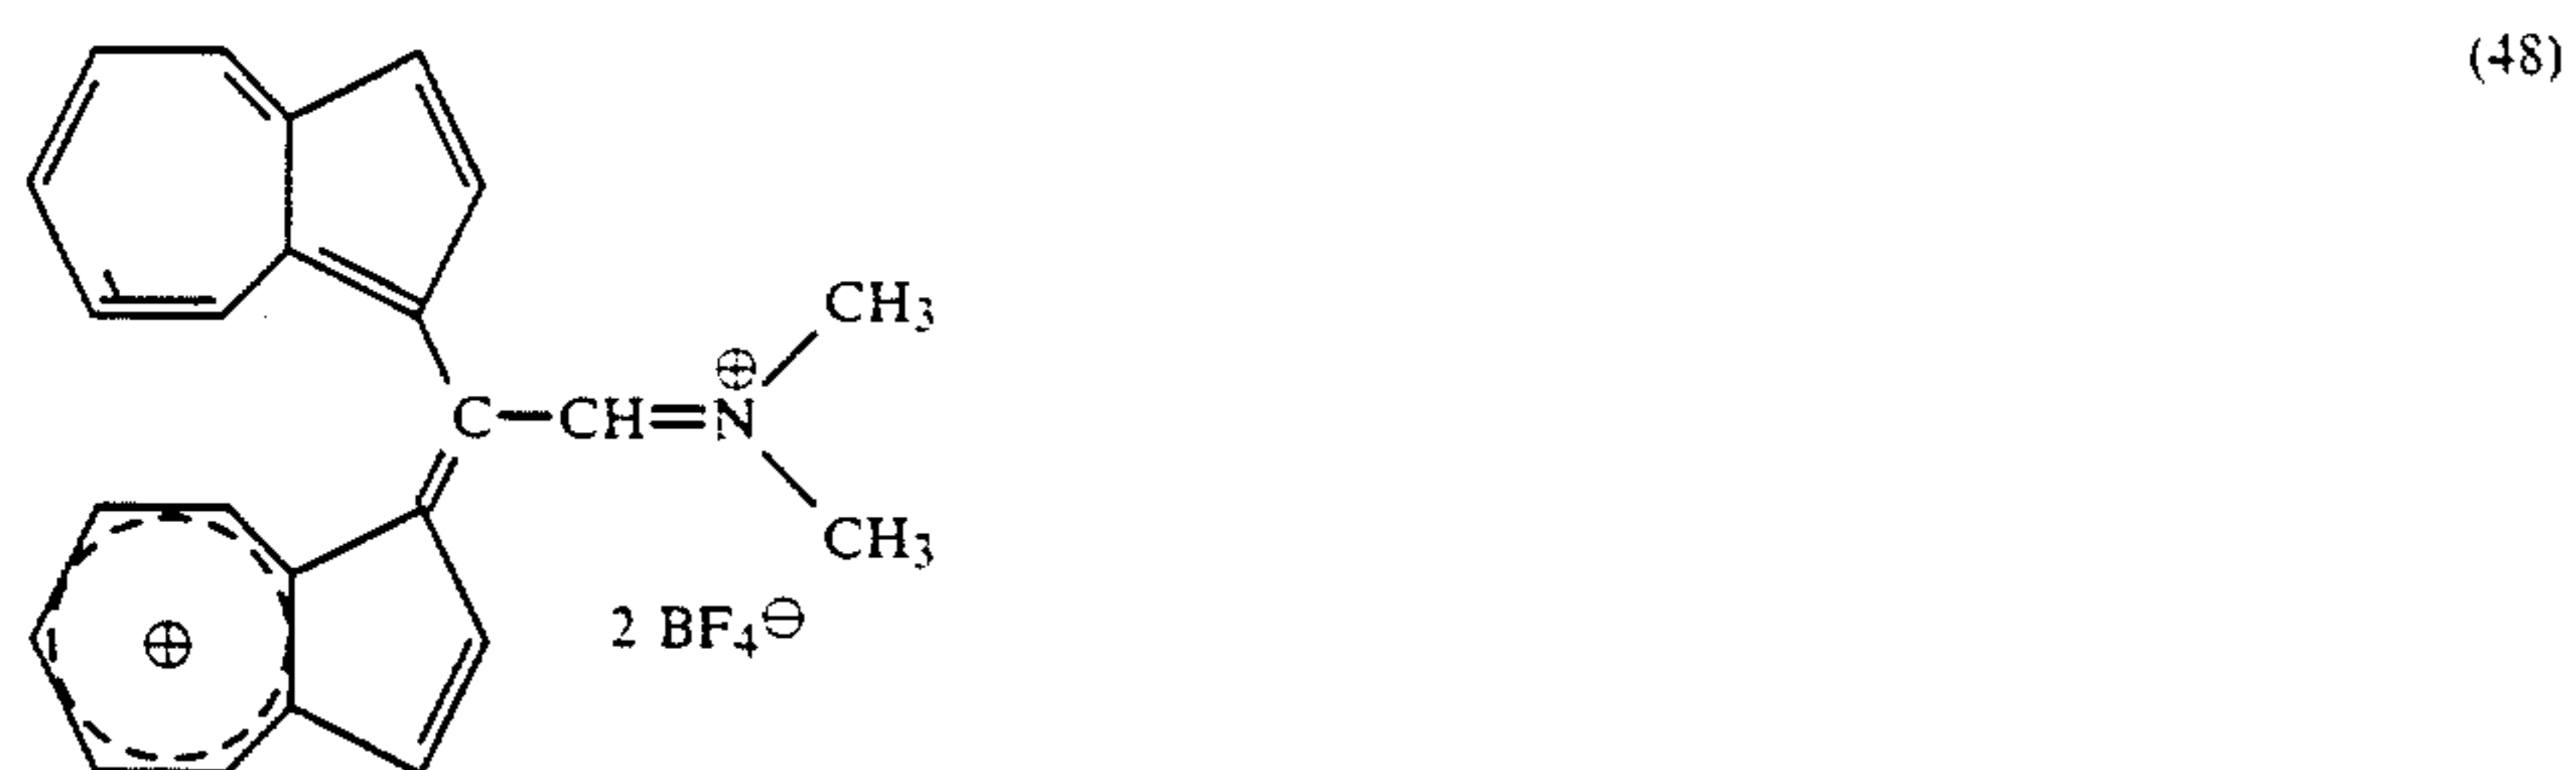 (48)
CH3
⊕
C—CH=N
CH3
⊕
2 BF4⊖